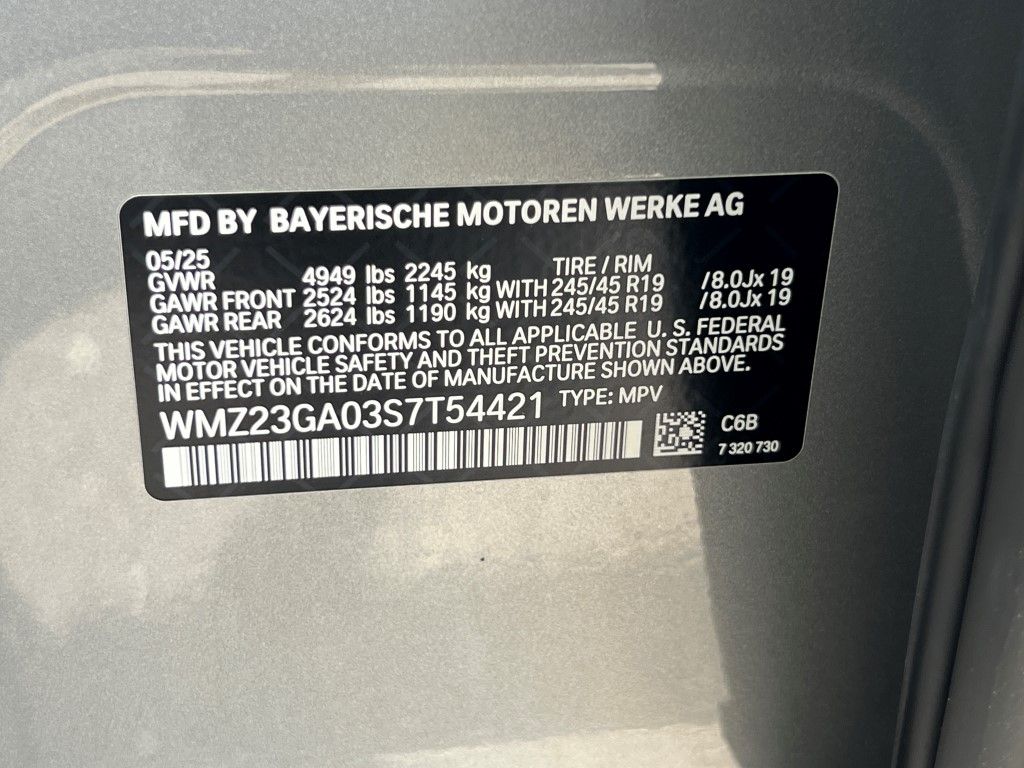 MFD BY BAYERISCHE MOTOREN WERKE AG
05/25 TIRE / RIM
GVWR 4949 lbs 2245 kg
GAWR FRONT 2524 lbs 1145 kg WITH 245/45 R19 /8.0Jx 19
GAWR REAR 2624 lbs 1190 kg WITH 245/45 R19 /8.0Jx 19
THIS VEHICLE CONFORMS TO ALL APPLICABLE U. S. FEDERAL
MOTOR VEHICLE SAFETY AND THEFT PREVENTION STANDARDS
IN EFFECT ON THE DATE OF MANUFACTURE SHOWN ABOVE.
WMZ23GA03S7T54421 TYPE: MPV
C6B
7 320 730